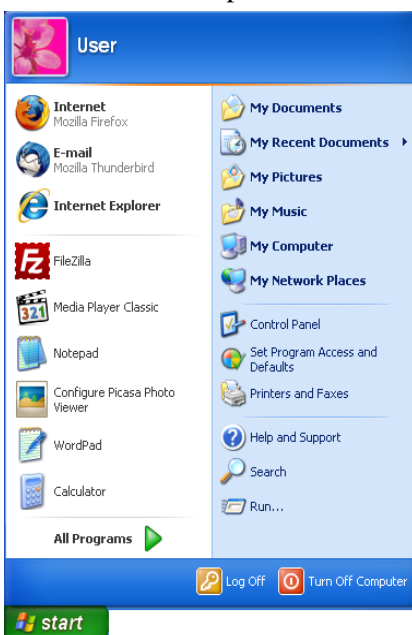 User
Internet
Mozilla Firefox
E-mail
Mozilla Thunderbird
Internet Explorer
FileZilla
Media Player Classic
Notepad
Configure Picasa Photo
Viewer
WordPad
Calculator
All Programs
My Documents
My Recent Documents
My Pictures
My Music
My Computer
My Network Places
Control Panel
Set Program Access and
Defaults
Printers and Faxes
Help and Support
Search
Run...
Log Off
Turn Off Computer
start